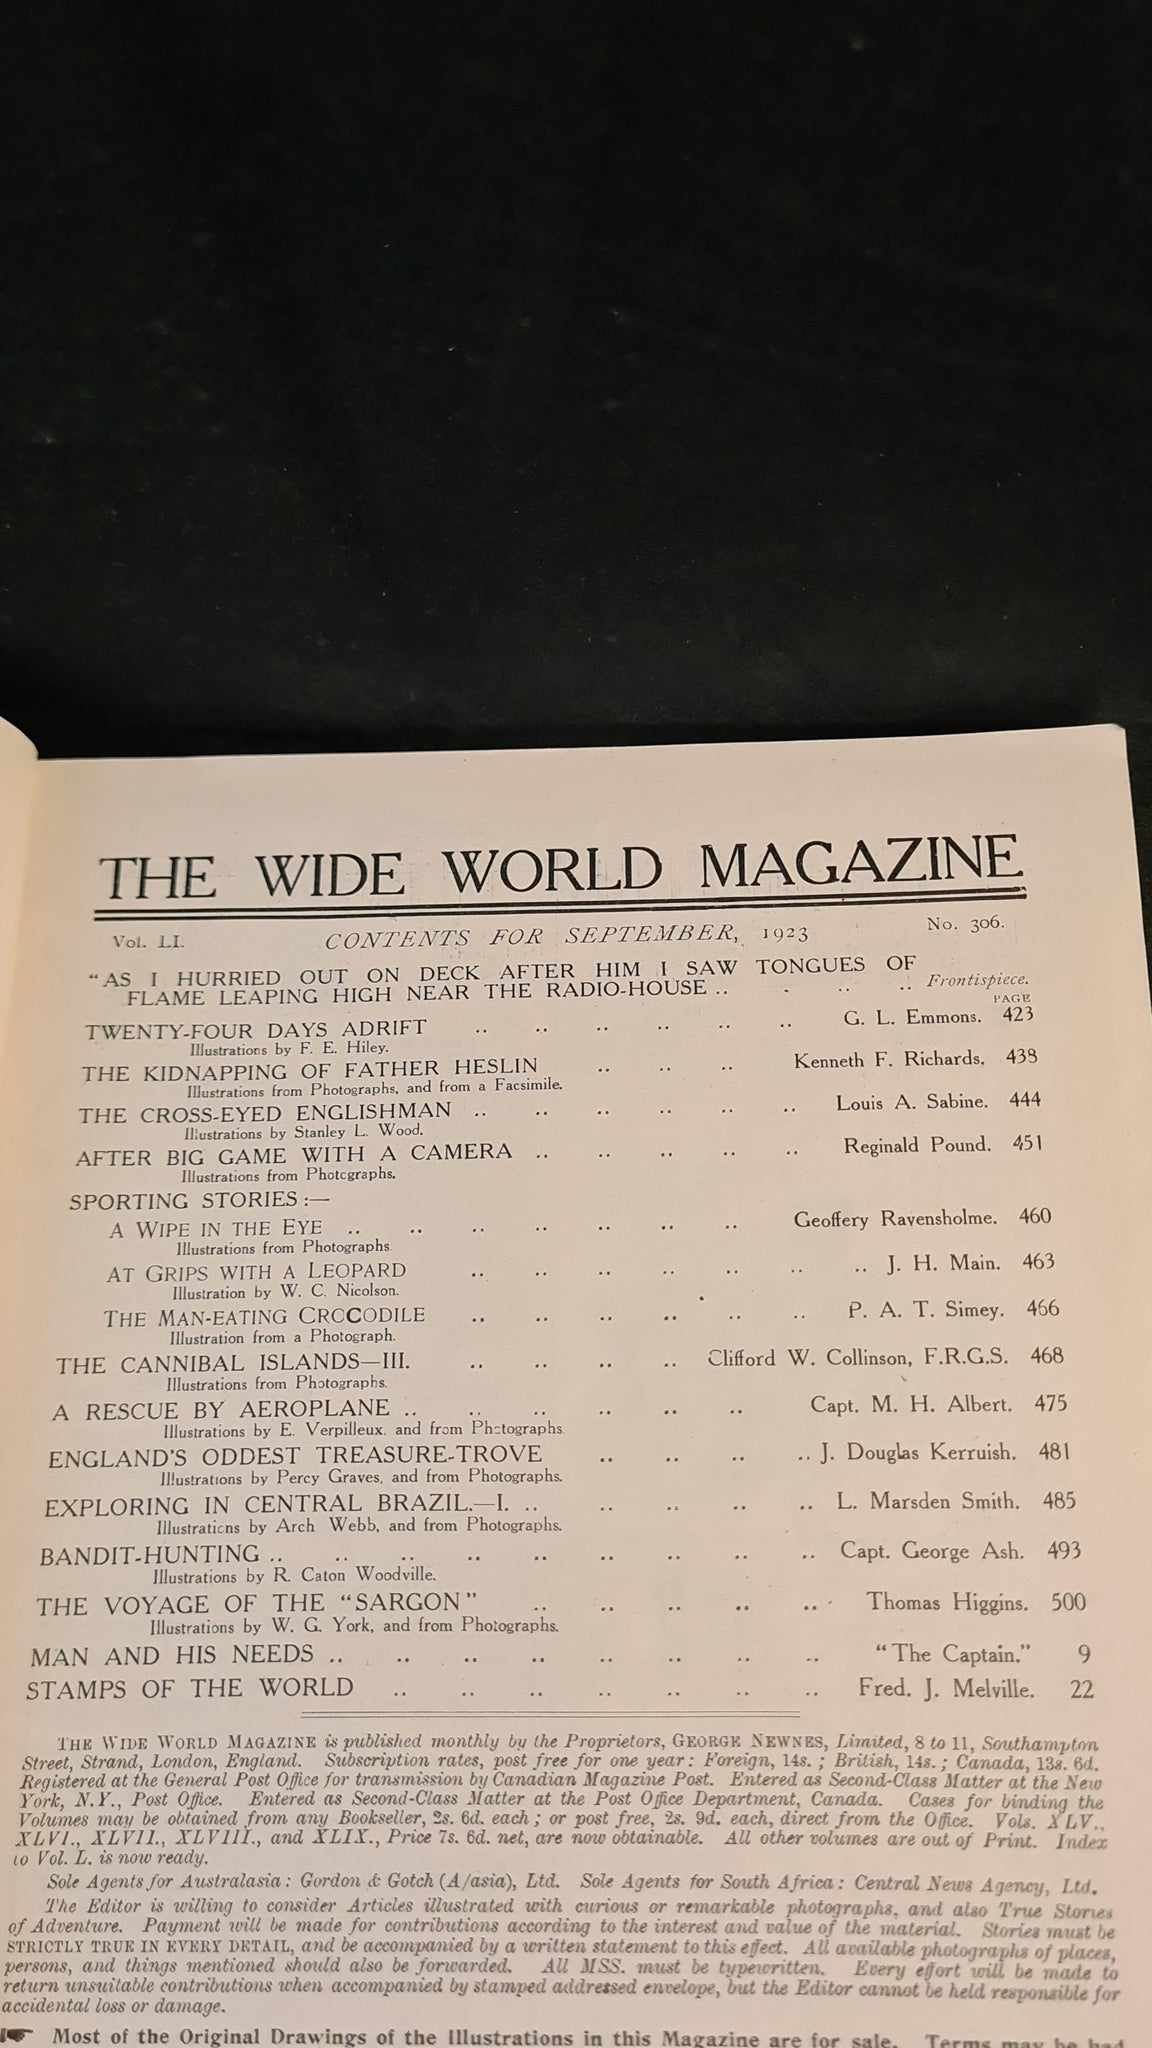 THE WIDE WORLD MAGAZINE
Vol. LI. CONTENTS FOR SEPTEMBER, 1923 No. 306.
"AS I HURRIED OUT ON DECK AFTER HIM I SAW TONGUES OF
FLAME LEAPING HIGH NEAR THE RADIO-HOUSE .. . .. .. Frontispiece.
PAGE
TWENTY-FOUR DAYS ADRIFT .. .. .. .. .. .. G. L. Emmons. 423
Illustrations by F. E. Hiley.
THE KIDNAPPING OF FATHER HESLIN .. .. .. Kenneth F. Richards. 438
Illustrations from Photographs, and from a Facsimile.
THE CROSS-EYED ENGLISHMAN .. .. .. .. .. .. Louis A. Sabine. 444
Illustrations by Stanley L. Wood.
AFTER BIG GAME WITH A CAMERA .. .. .. .. .. Reginald Pound. 451
Illustrations from Photographs.
SPORTING STORIES :—
A WIPE IN THE EYE .. .. .. .. .. .. .. Geoffery Ravensholme. 460
Illustrations from Photographs.
AT GRIPS WITH A LEOPARD .. .. .. .. .. .. .. J. H. Main. 463
Illustration by W. C. Nicolson.
THE MAN-EATING CROCODILE .. .. .. .. .. .. P. A. T. Simey. 466
Illustration from a Photograph.
THE CANNIBAL ISLANDS—III. .. .. .. .. Clifford W. Collinson, F.R.G.S. 468
Illustrations from Photographs.
A RESCUE BY AEROPLANE .. .. .. .. .. .. Capt. M. H. Albert. 475
Illustrations by E. Verpilleux, and from Photographs.
ENGLAND'S ODDEST TREASURE-TROVE .. .. .. .. J. Douglas Kerruish. 481
Illustrations by Percy Graves, and from Photographs.
EXPLORING IN CENTRAL BRAZIL.—I. .. .. .. .. .. L. Marsden Smith. 485
Illustrations by Arch Webb, and from Photographs.
BANDIT-HUNTING .. .. .. .. .. .. .. .. .. Capt. George Ash. 493
Illustrations by R. Caton Woodville.
THE VOYAGE OF THE "SARGON" .. .. .. .. .. Thomas Higgins. 500
Illustrations by W. G. York, and from Photographs.
MAN AND HIS NEEDS .. .. .. .. .. .. .. .. "The Captain." 9
STAMPS OF THE WORLD .. .. .. .. .. .. .. Fred. J. Melville. 22
THE WIDE WORLD MAGAZINE is published monthly by the Proprietors, GEORGE NEWNES, Limited, 8 to 11, Southampton
Street, Strand, London, England. Subscription rates, post free for one year: Foreign, 14s.; British, 14s.; Canada, 13s. 6d.
Registered at the General Post Office for transmission by Canadian Magazine Post. Entered as Second-Class Matter at the New
York, N.Y., Post Office. Entered as Second-Class Matter at the Post Office Department, Canada. Cases for binding the
Volumes may be obtained from any Bookseller, 2s. 6d. each; or post free, 2s. 9d. each, direct from the Office. Vols. XLV.,
XLVI., XLVII., XLVIII., and XLIX., Price 7s. 6d. net, are now obtainable. All other volumes are out of Print. Index
to Vol. L. is now ready.
Sole Agents for Australasia: Gordon & Gotch (A/asia), Ltd. Sole Agents for South Africa: Central News Agency, Ltd.
The Editor is willing to consider Articles illustrated with curious or remarkable photographs, and also True Stories
of Adventure. Payment will be made for contributions according to the interest and value of the material. Stories must be
STRICTLY TRUE IN EVERY DETAIL, and be accompanied by a written statement to this effect. All available photographs of places,
persons, and things mentioned should also be forwarded. All MSS. must be typewritten. Every effort will be made to
return unsuitable contributions when accompanied by stamped addressed envelope, but the Editor cannot be held responsible for
accidental loss or damage.
☛ Most of the Original Drawings of the Illustrations in this Magazine are for sale. Terms may be had